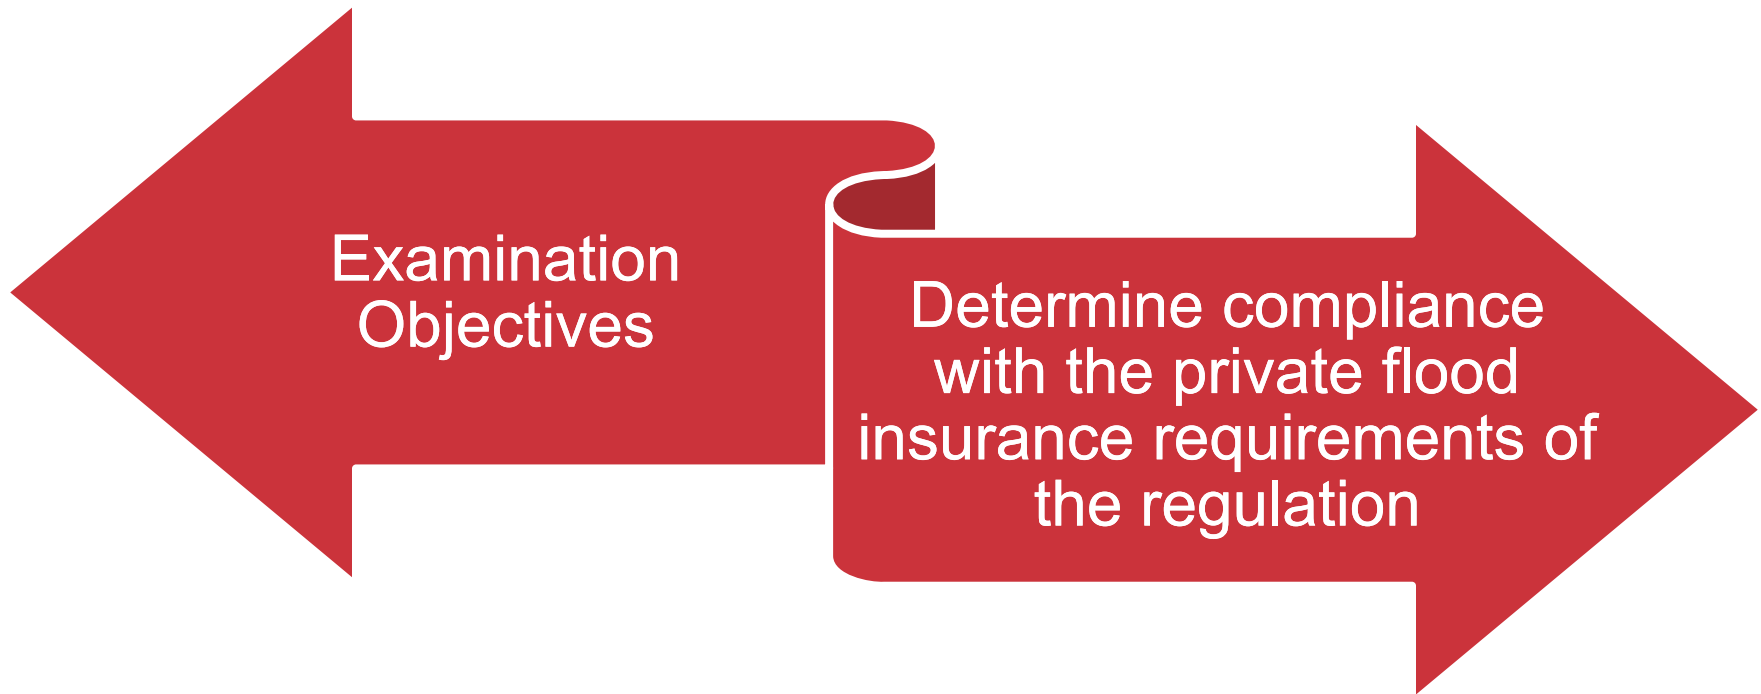 Examination
Objectives
Determine compliance
with the private flood
insurance requirements of
the regulation